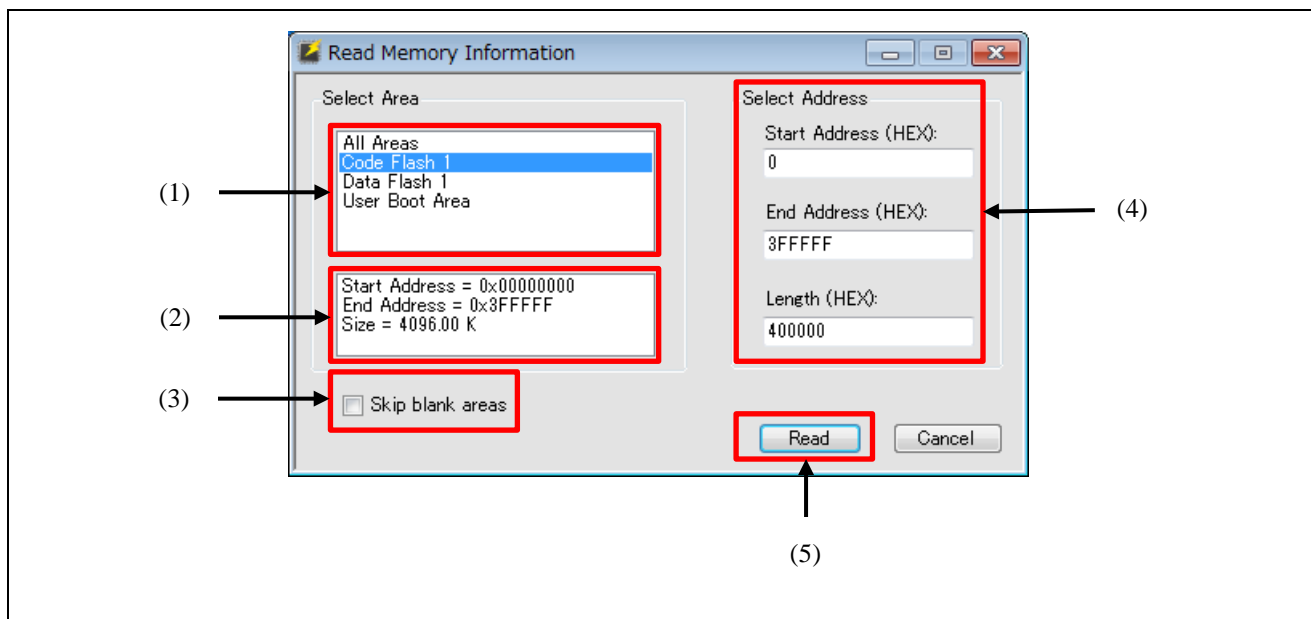 Read Memory Information
Select Area
All Areas
Code Flash 1
Data Flash 1
User Boot Area
(1)
Start Address = 0x00000000
End Address = 0x3FFFFF
Size = 4096.00 K
(2)
(3)
Skip blank areas
Select Address
Start Address (HEX):
0
End Address (HEX):
3FFFFF
Length (HEX):
400000
(4)
Read
Cancel
(5)